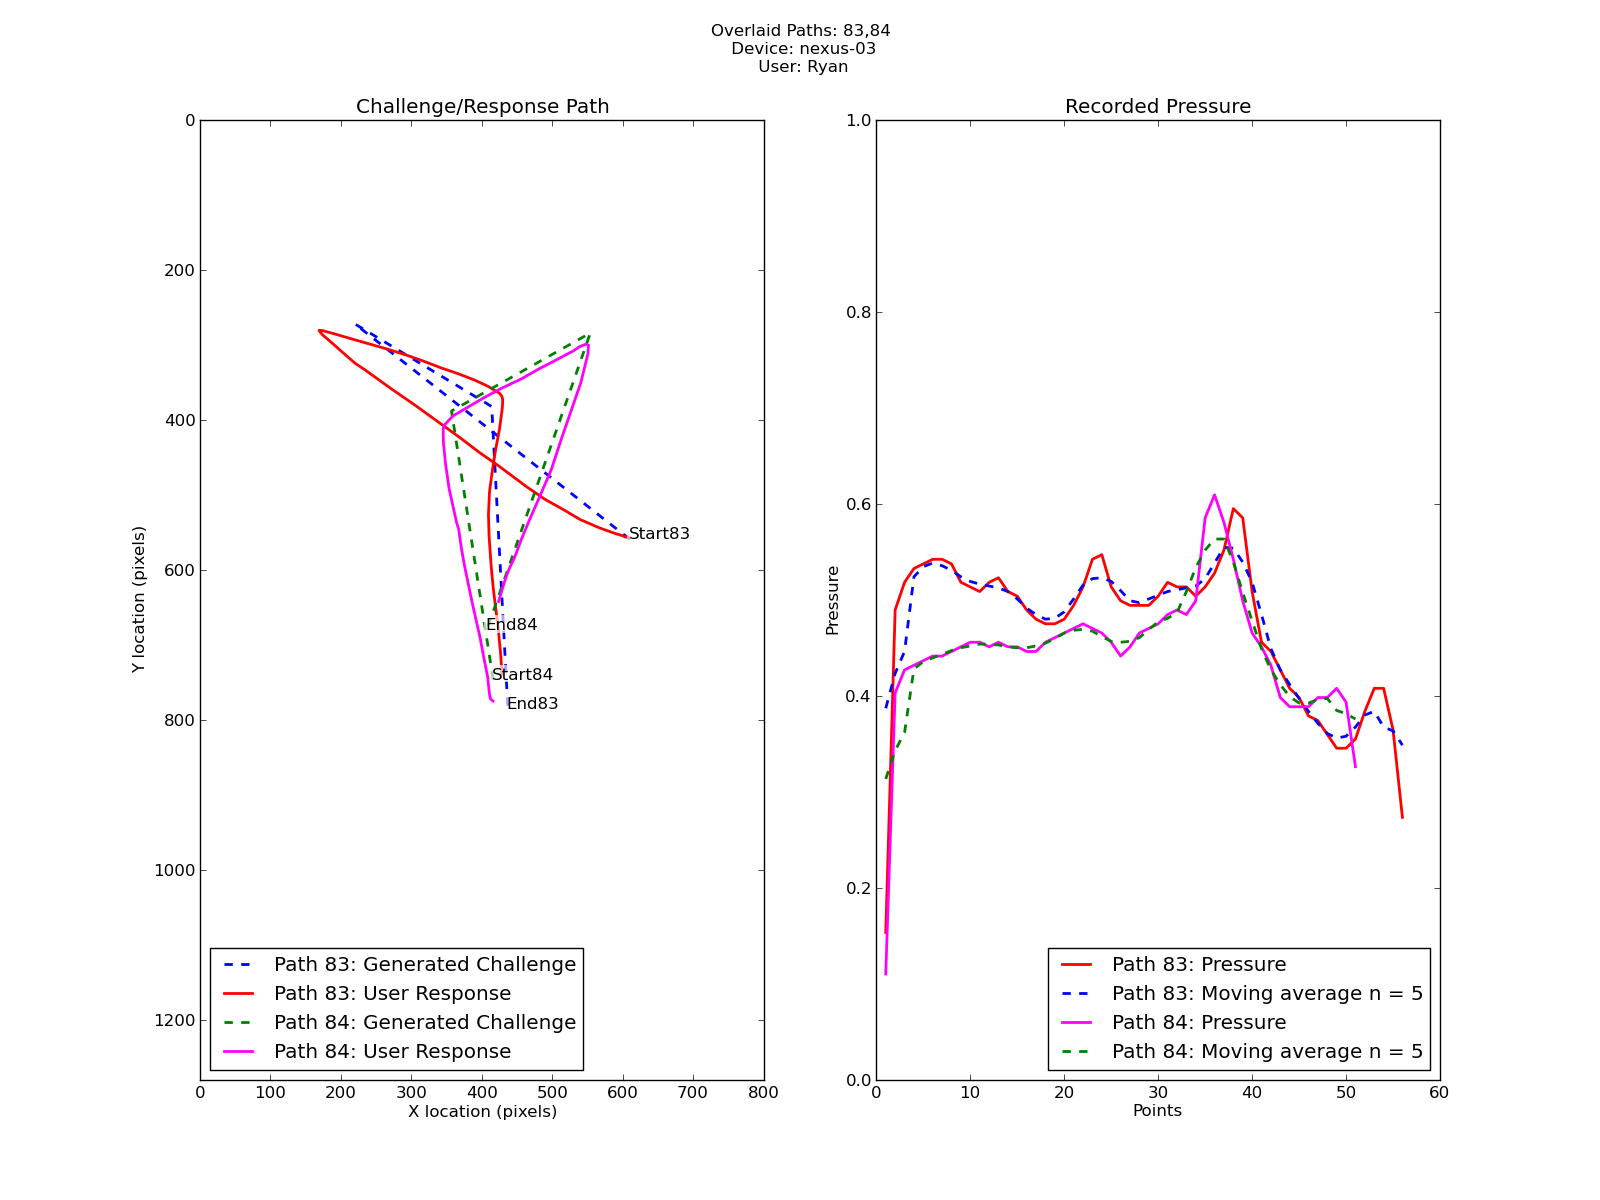 Overlaid Paths: 83,84
Device: nexus-03
User: Ryan
Challenge/Response Path
0
200
400
600
800
1000
1200
Y location (pixels)
Start83
End84
Start84
End83
Path 83: Generated Challenge
Path 83: User Response
Path 84: Generated Challenge
Path 84: User Response
0 100 200 300 400 500 600 700 800
X location (pixels)
Recorded Pressure
1.0
0.8
0.6
0.4
0.2
0.0
Pressure
Path 83: Pressure
Path 83: Moving average n = 5
Path 84: Pressure
Path 84: Moving average n = 5
0 10 20 30 40 50 60
Points